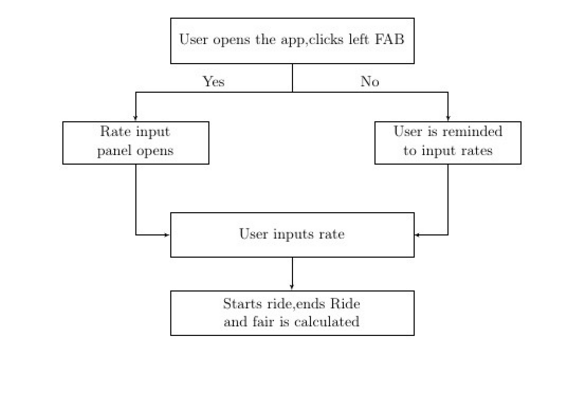 User opens the app,clicks left FAB
Yes
No
Rate input
panel opens
User is reminded
to input rates
User inputs rate
Starts ride,ends Ride
and fair is calculated